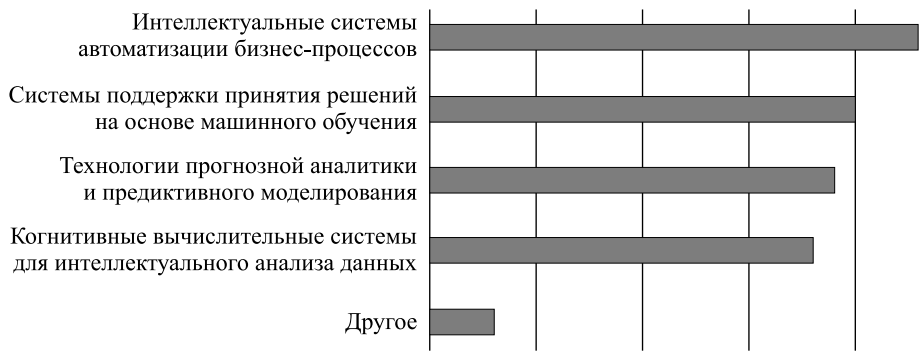 Интеллектуальные системы
автоматизации бизнес-процессов
Системы поддержки принятия решений
на основе машинного обучения
Технологии прогнозной аналитики
и предиктивного моделирования
Когнитивные вычислительные системы
для интеллектуального анализа данных
Другое